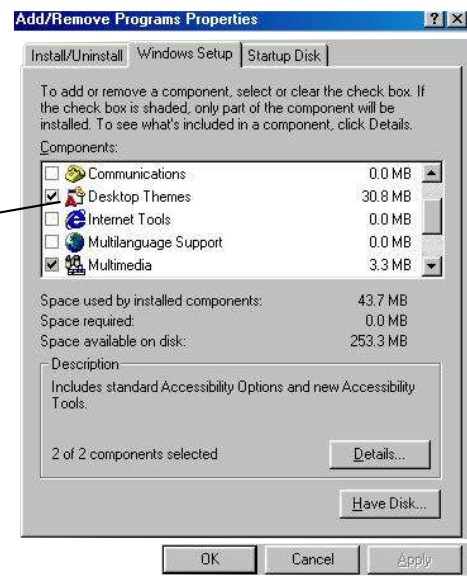 Add/Remove Programs Properties
Install/Uninstall Windows Setup Startup Disk
To add or remove a component, select or clear the check box. If
the check box is shaded, only part of the component will be
installed. To see what's included in a component, click Details.
Components:
Communications 0.0 MB
Desktop Themes 30.8 MB
Internet Tools 0.0 MB
Multilanguage Support 0.0 MB
Multimedia 3.3 MB
Space used by installed components: 43.7 MB
Space required: 0.0 MB
Space available on disk: 253.3 MB
Description
Includes standard Accessibility Options and new Accessibility
Tools.
2 of 2 components selected Details...
Have Disk...
OK Cancel Apply